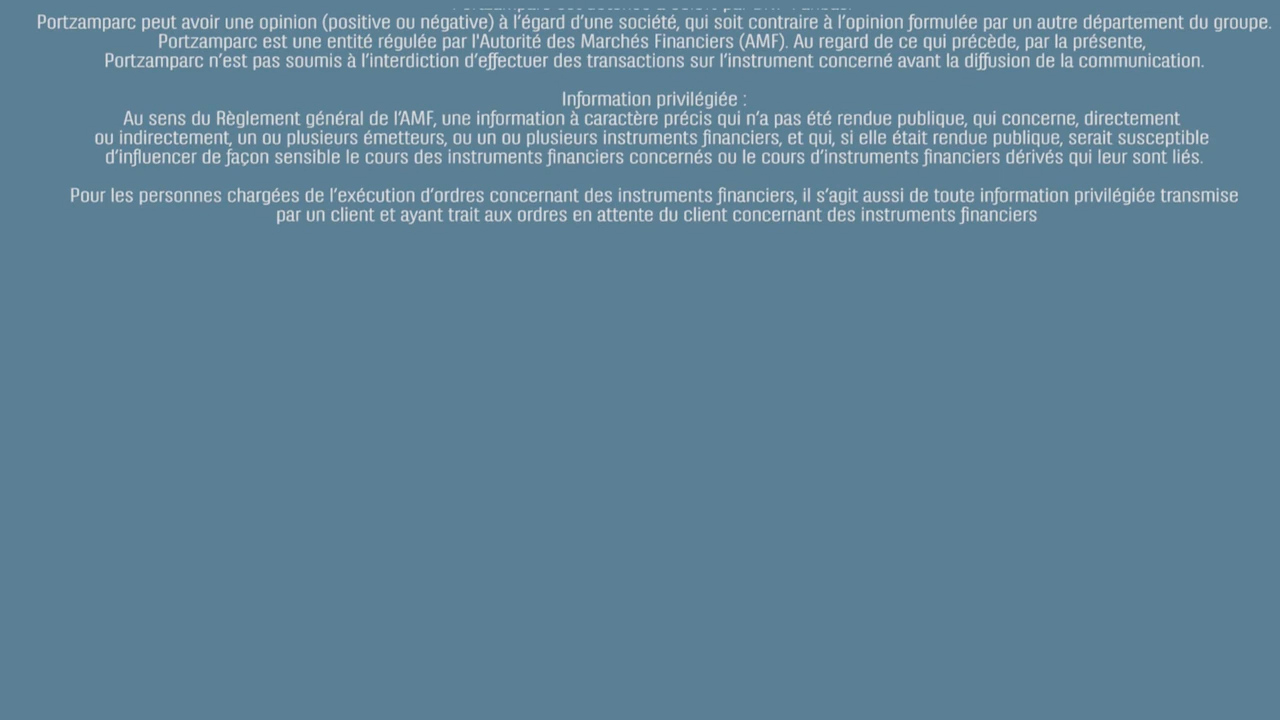 Portzamparc peut avoir une opinion (positive ou négative) à l’égard d’une société, qui soit contraire à l’opinion formulée par un autre département du groupe.
Portzamparc est une entité régulée par l'Autorité des Marchés Financiers (AMF). Au regard de ce qui précède, par la présente,
Portzamparc n’est pas soumis à l’interdiction d’effectuer des transactions sur l’instrument concerné avant la diffusion de la communication.
Information privilégiée :
Au sens du Règlement général de l’AMF, une information à caractère précis qui n’a pas été rendue publique, qui concerne, directement
ou indirectement, un ou plusieurs émetteurs, ou un ou plusieurs instruments financiers, et qui, si elle était rendue publique, serait susceptible
d’influencer de façon sensible le cours des instruments financiers concernés ou le cours d’instruments financiers dérivés qui leur sont liés.
Pour les personnes chargées de l’exécution d’ordres concernant des instruments financiers, il s’agit aussi de toute information privilégiée transmise
par un client et ayant trait aux ordres en attente du client concernant des instruments financiers